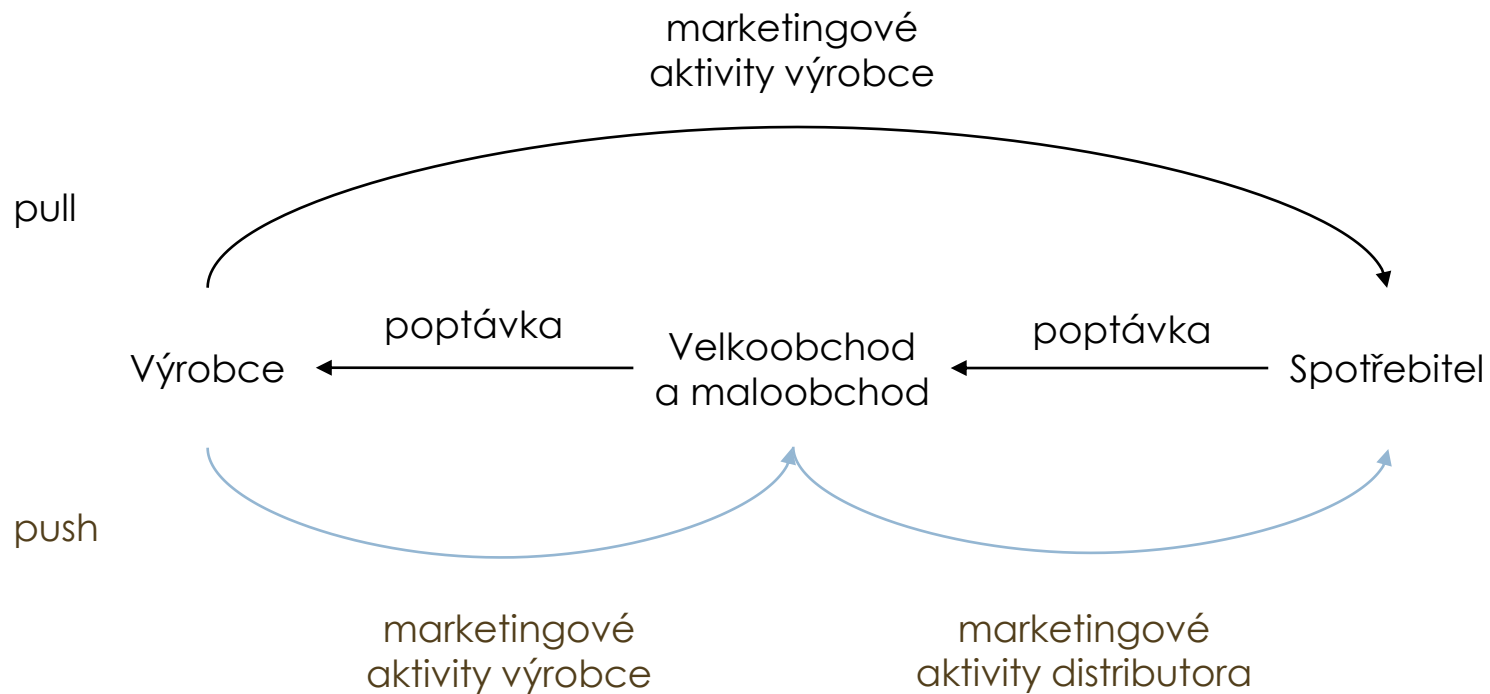 marketingové
aktivity výrobce
pull
poptávka
poptávka
Výrobce
Velkoobchod
a maloobchod
Spotřebitel
push
marketingové
aktivity výrobce
marketingové
aktivity distributora